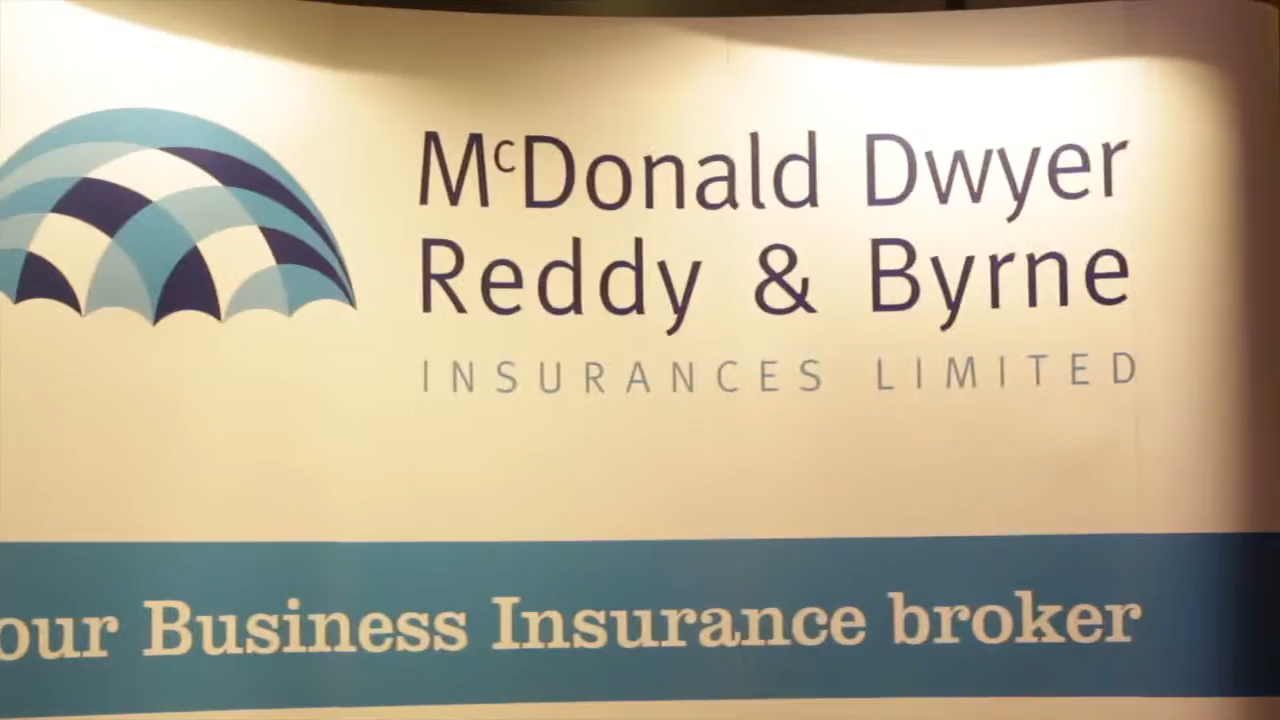 McDonald Dwyer
Reddy & Byrne
INSURANCES LIMITED
our Business Insurance broker